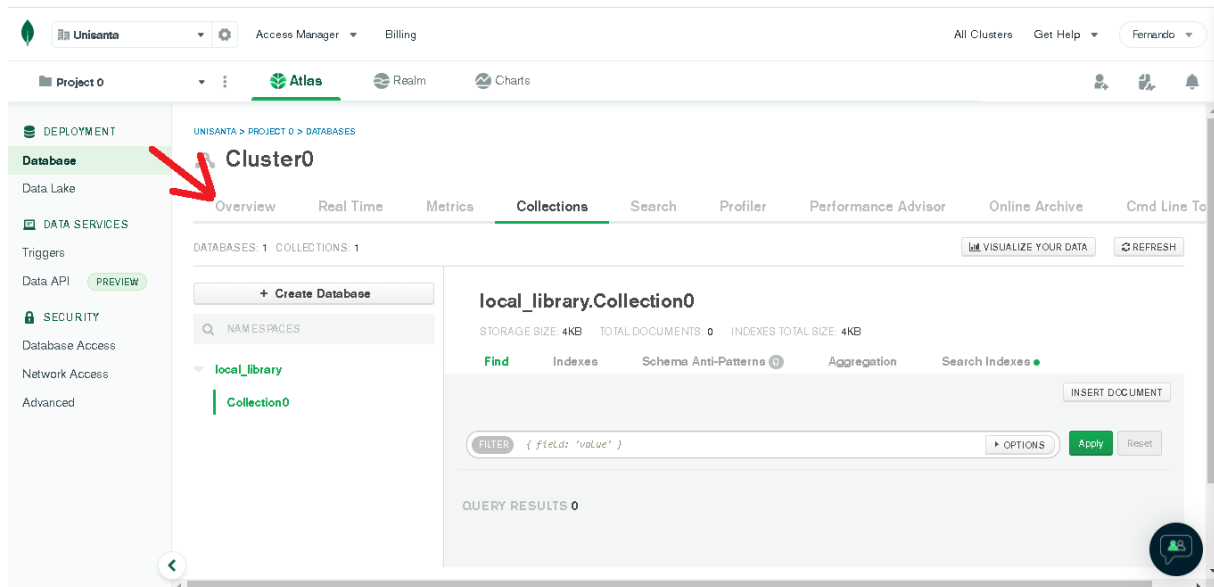 Unisanta Access Manager Billing All Clusters Get Help Fernando
Project 0 Atlas Realm Charts
DEPLOYMENT
Database
Data Lake
DATA SERVICES
Triggers
Data API PREVIEW
SECURITY
Database Access
Network Access
Advanced
UNISANTA > PROJECT 0 > DATABASES
Cluster0
Overview Real Time Metrics Collections Search Profiler Performance Advisor Online Archive Cmd Line To
DATABASES: 1 COLLECTIONS: 1 VISUALIZE YOUR DATA REFRESH
+ Create Database
NAMESPACES
local_library
Collection0
local_library.Collection0
STORAGE SIZE: 4KB TOTAL DOCUMENTS: 0 INDEXES TOTAL SIZE: 4KB
Find Indexes Schema Anti-Patterns 0 Aggregation Search Indexes
INSERT DOCUMENT
FILTER { field: 'value' } OPTIONS Apply Reset
QUERY RESULTS 0